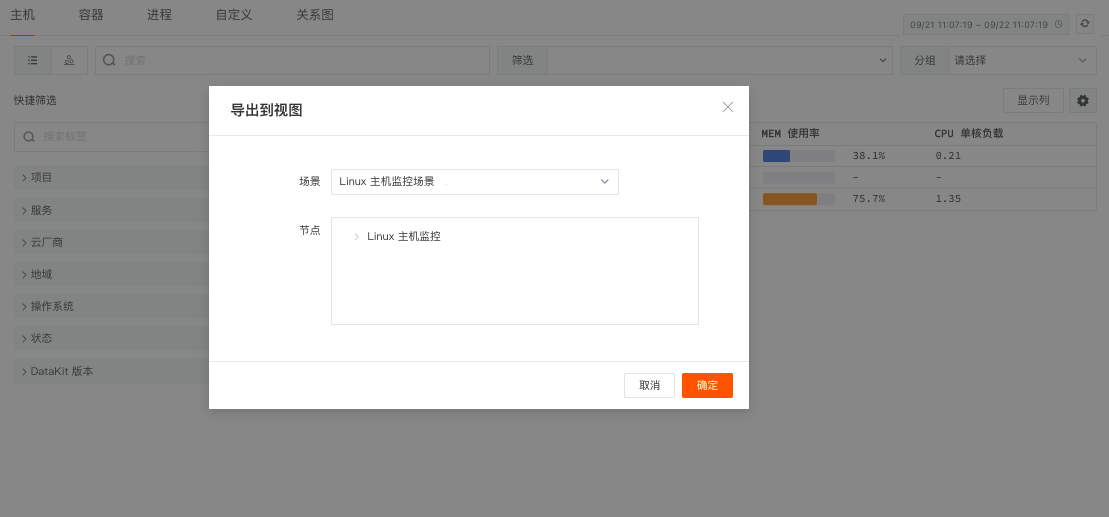 主机 容器 进程 自定义 关系图
09/21 11:07:19 ~ 09/22 11:07:19
搜索 筛选 分组 请选择
快捷筛选 显示列
搜索标签
MEM 使用率 CPU 单核负载
38.1% 0.21
- -
75.7% 1.35
项目
服务
云厂商
地域
操作系统
状态
DataKit 版本
导出到视图
场景 Linux 主机监控场景
节点 Linux 主机监控
取消 确定